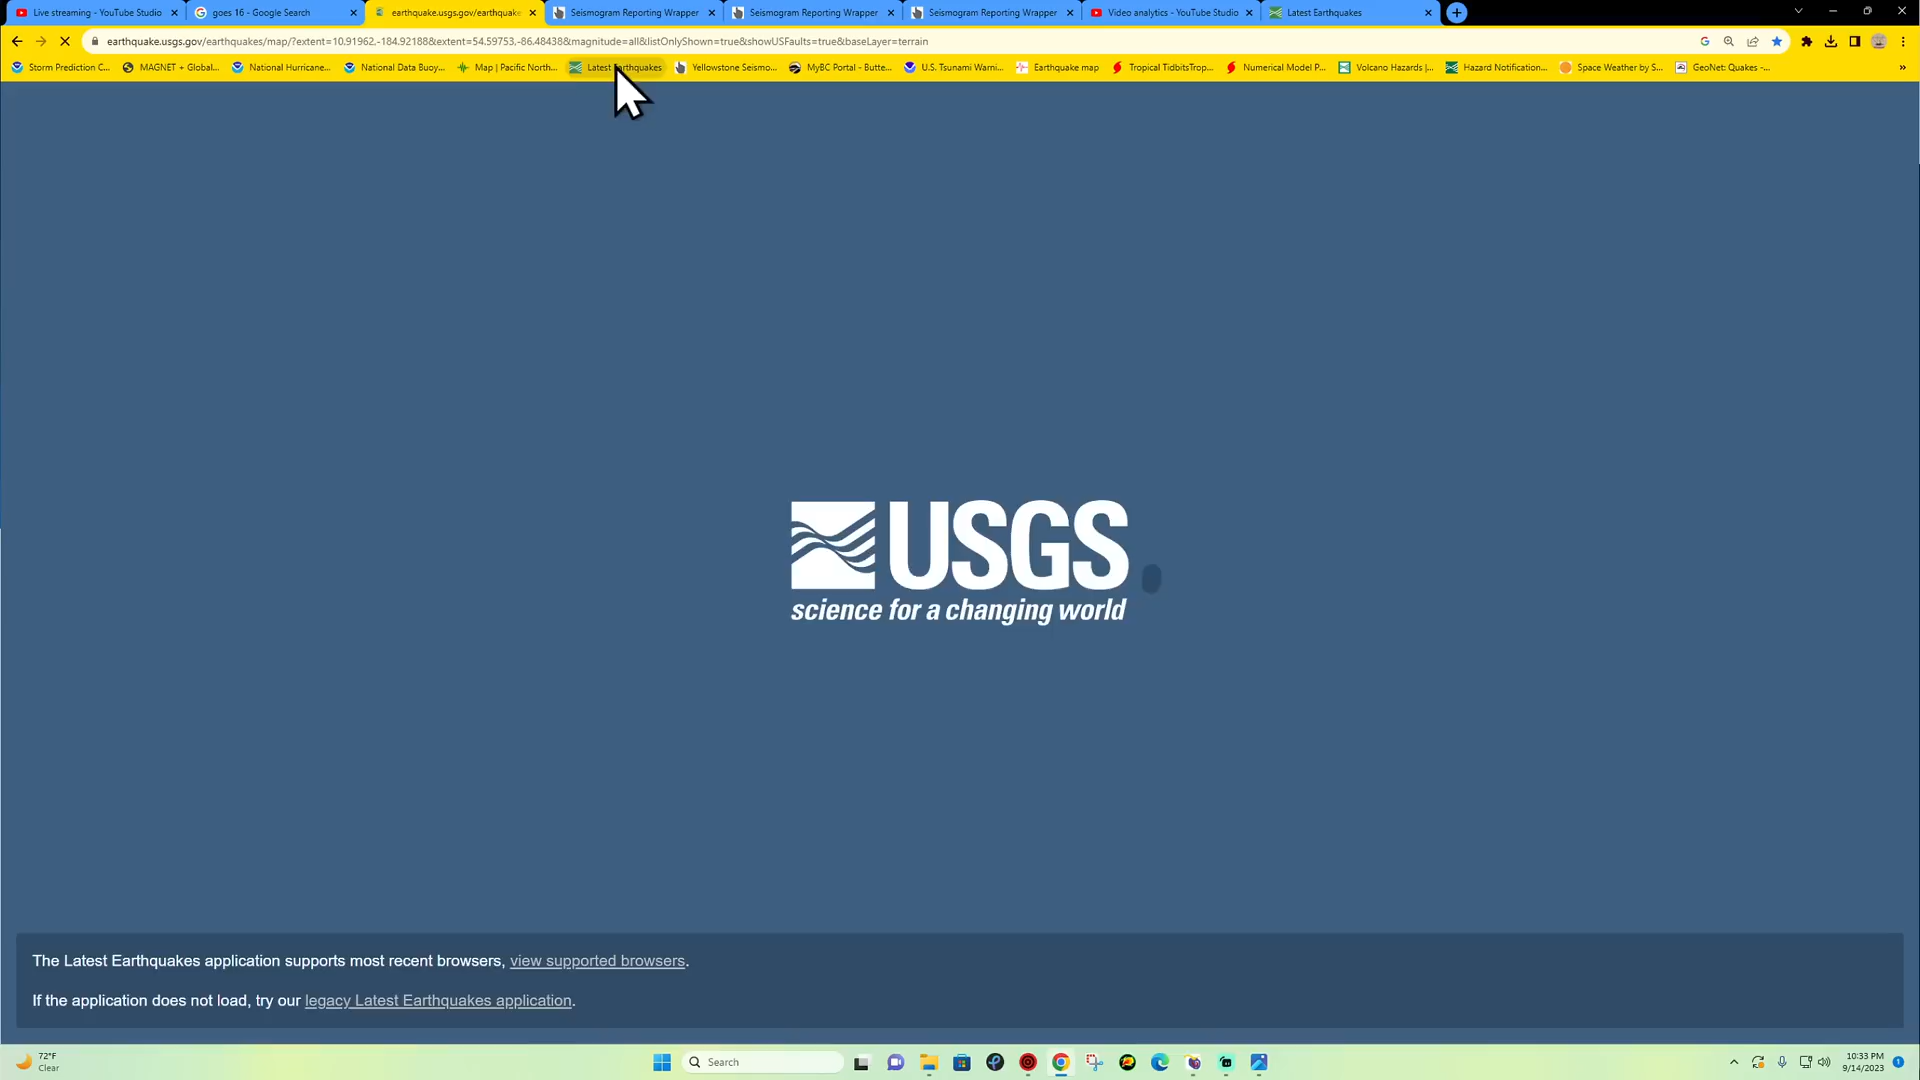 Live streaming - YouTube Studio
goes 16 - Google Search
earthquake.usgs.gov/earthquake
Seismogram Reporting Wrapper
Seismogram Reporting Wrapper
Seismogram Reporting Wrapper
Video analytics - YouTube Studio
Latest Earthquakes
earthquake.usgs.gov/earthquakes/map/?extent=10.91962,-184.92188&extent=54.59753,-86.48438&magnitude=all&listOnlyShown=true&showUSFaults=true&baseLayer=terrain
Storm Prediction C...
MAGNET + Global...
National Hurricane...
National Data Buoy...
Map | Pacific North...
Latest Earthquakes
Yellowstone Seismo...
MyBC Portal - Butte...
U.S. Tsunami Warni...
Earthquake map
Tropical TidbitsTrop...
Numerical Model P...
Volcano Hazards |...
Hazard Notification...
Space Weather by S...
GeoNet: Quakes -...
»
USGS
science for a changing world
The Latest Earthquakes application supports most recent browsers, view supported browsers.
If the application does not load, try our legacy Latest Earthquakes application.
72°F
Clear
Search
10:33 PM
9/14/2023
1